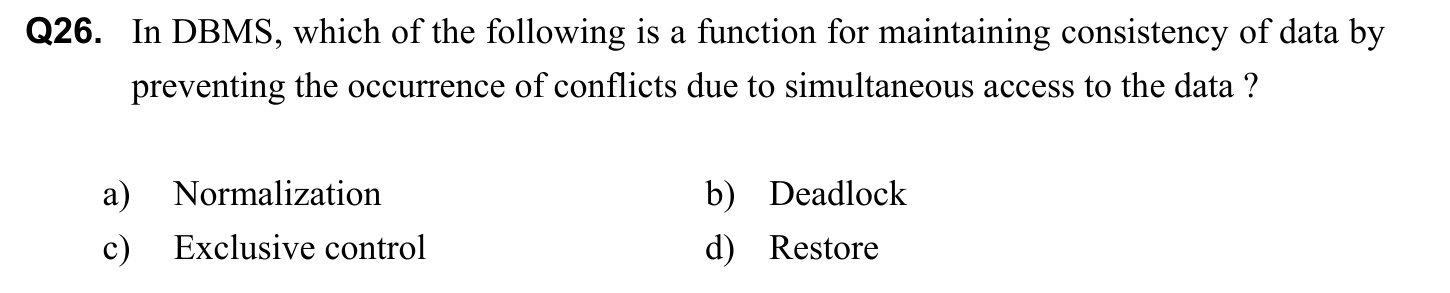 Q26. In DBMS, which of the following is a function for maintaining consistency of data by
preventing the occurrence of conflicts due to simultaneous access to the data ?
a) Normalization b) Deadlock
c) Exclusive control d) Restore